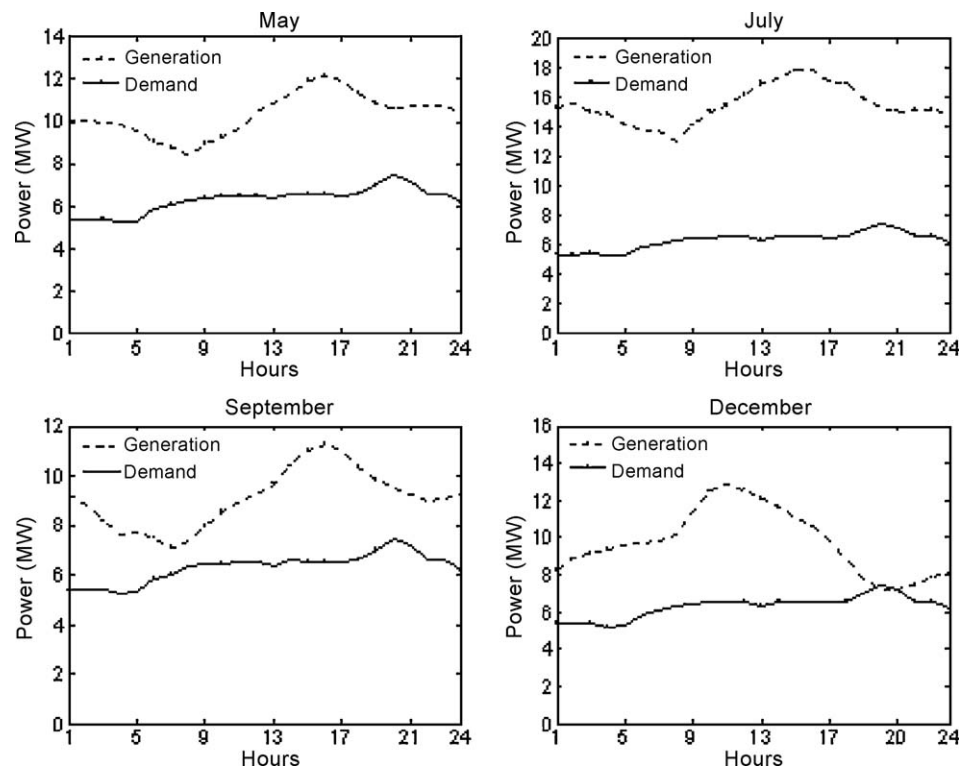 May
14
12
10
8
6
4
2
0
Power (MW)
Generation
Demand
1 5 9 13 17 21 24
Hours
July
20
18
16
14
12
10
8
6
4
2
0
Power (MW)
Generation
Demand
1 5 9 13 17 21 24
Hours
September
12
10
8
6
4
2
0
Power (MW)
Generation
Demand
1 5 9 13 17 21 24
Hours
December
16
14
12
10
8
6
4
2
0
Power (MW)
Generation
Demand
1 5 9 13 17 21 24
Hours